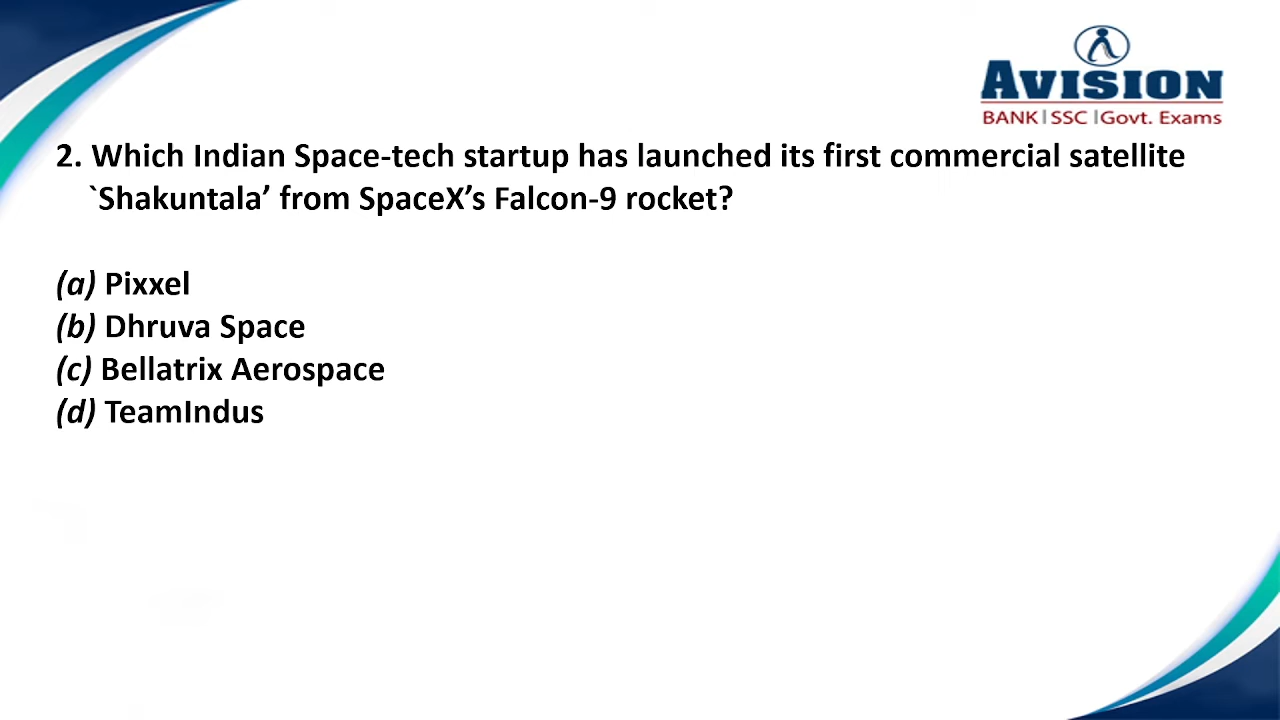 AVISION
BANK | SSC | Govt. Exams
2. Which Indian Space-tech startup has launched its first commercial satellite
`Shakuntala’ from SpaceX’s Falcon-9 rocket?
(a) Pixxel
(b) Dhruva Space
(c) Bellatrix Aerospace
(d) TeamIndus